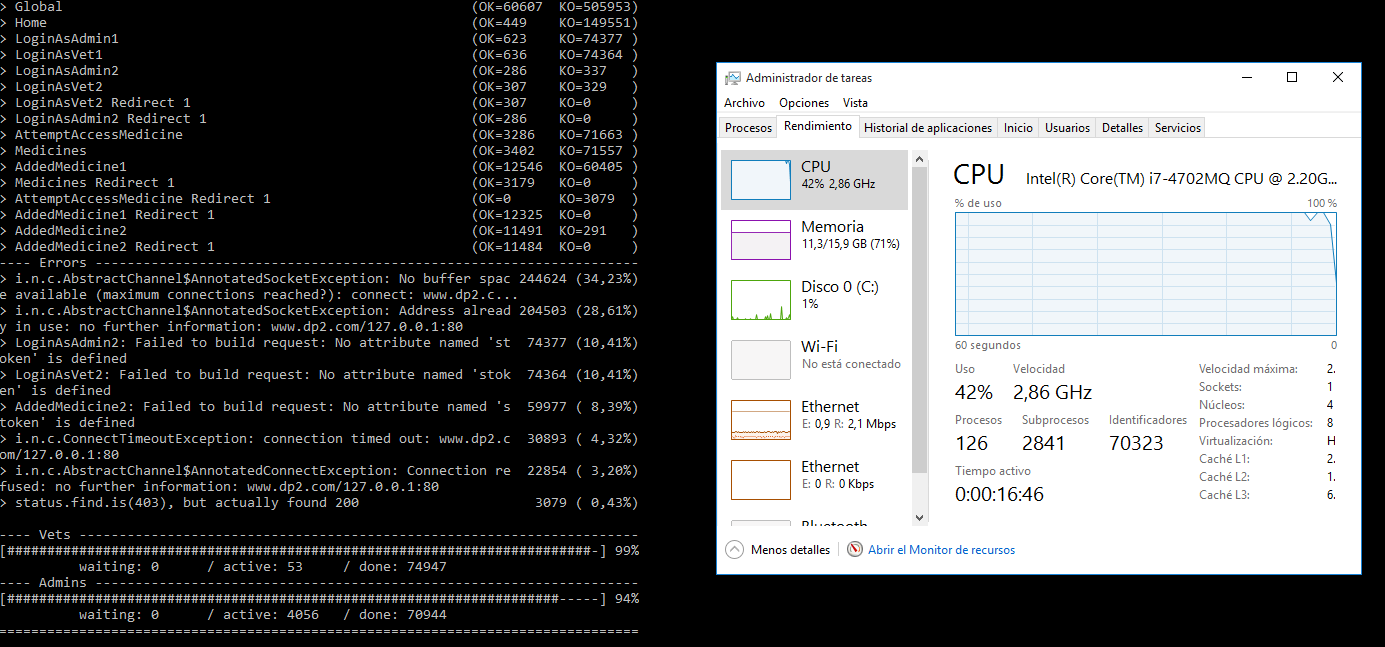 > Global (OK=60607 KO=505953)
> Home (OK=449 KO=149551)
> LoginAsAdmin1 (OK=623 KO=74377 )
> LoginAsVet1 (OK=636 KO=74364 )
> LoginAsAdmin2 (OK=286 KO=337 )
> LoginAsVet2 (OK=307 KO=329 )
> LoginAsVet2 Redirect 1 (OK=307 KO=0 )
> LoginAsAdmin2 Redirect 1 (OK=286 KO=0 )
> AttemptAccessMedicine (OK=3286 KO=71663 )
> Medicines (OK=3402 KO=71557 )
> AddedMedicine1 (OK=12546 KO=60405 )
> Medicines Redirect 1 (OK=3179 KO=0 )
> AttemptAccessMedicine Redirect 1 (OK=0 KO=3079 )
> AddedMedicine1 Redirect 1 (OK=12325 KO=0 )
> AddedMedicine2 (OK=11491 KO=291 )
> AddedMedicine2 Redirect 1 (OK=11484 KO=0 )
---- Errors --------------------------------------------------------------------
> i.n.c.AbstractChannel$AnnotatedSocketException: No buffer spac 244624 (34,23%)
e available (maximum connections reached?): connect: www.dp2.c...
> i.n.c.AbstractChannel$AnnotatedSocketException: Address alread 204503 (28,61%)
y in use: no further information: www.dp2.com/127.0.0.1:80
> LoginAsAdmin2: Failed to build request: No attribute named 'st 74377 (10,41%)
oken' is defined
> LoginAsVet2: Failed to build request: No attribute named 'stok 74364 (10,41%)
en' is defined
> AddedMedicine2: Failed to build request: No attribute named 's 59977 ( 8,39%)
token' is defined
> i.n.c.ConnectTimeoutException: connection timed out: www.dp2.c 30893 ( 4,32%)
om/127.0.0.1:80
> i.n.c.AbstractChannel$AnnotatedConnectException: Connection re 22854 ( 3,20%)
fused: no further information: www.dp2.com/127.0.0.1:80
> status.find.is(403), but actually found 200 3079 ( 0,43%)
---- Vets ----------------------------------------------------------------------
[#########################################################################-] 99%
waiting: 0 / active: 53 / done: 74947
---- Admins --------------------------------------------------------------------
[#####################################################################-----] 94%
waiting: 0 / active: 4056 / done: 70944
================================================================================
Administrador de tareas
Archivo Opciones Vista
Procesos Rendimiento Historial de aplicaciones Inicio Usuarios Detalles Servicios
CPU
42% 2,86 GHz
Memoria
11,3/15,9 GB (71%)
Disco 0 (C:)
1%
Wi-Fi
No está conectado
Ethernet
E: 0,9 R: 2,1 Mbps
Ethernet
E: 0 R: 0 Kbps
Bluetooth
CPU Intel(R) Core(TM) i7-4702MQ CPU @ 2.20G...
% de uso 100 %
60 segundos 0
Uso Velocidad
42% 2,86 GHz
Procesos Subprocesos Identificadores
126 2841 70323
Tiempo activo
0:00:16:46
Velocidad máxima: 2.
Sockets: 1
Núcleos: 4
Procesadores lógicos: 8
Virtualización: H
Caché L1: 2.
Caché L2: 1.
Caché L3: 6.
Menos detalles Abrir el Monitor de recursos